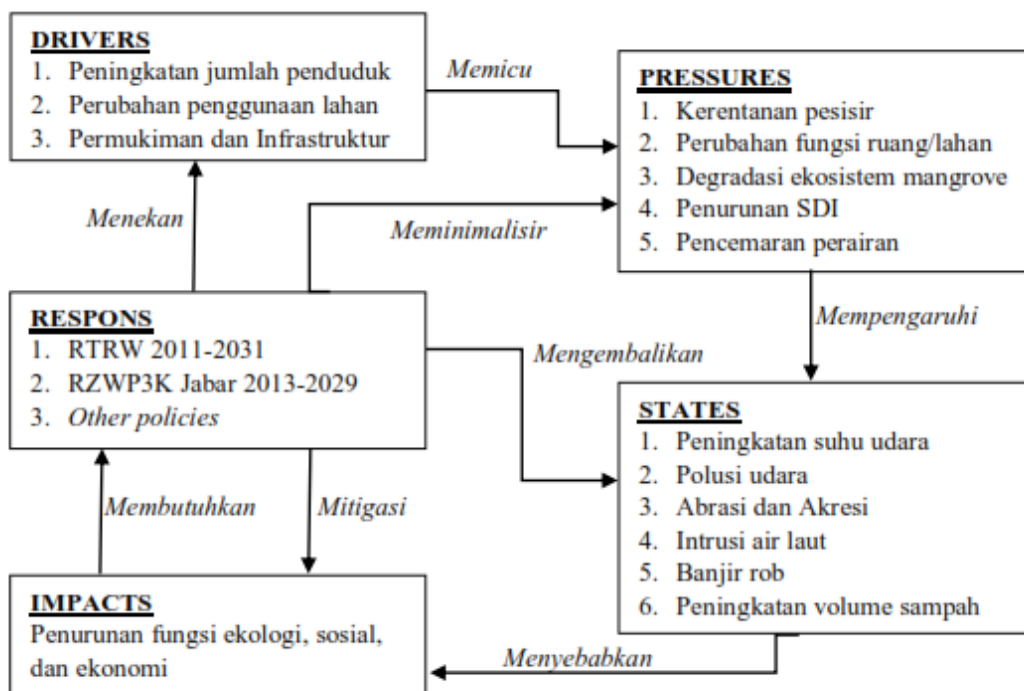 DRIVERS
1. Peningkatan jumlah penduduk
2. Perubahan penggunaan lahan
3. Permukiman dan Infrastruktur
Memicu
PRESSURES
1. Kerentanan pesisir
2. Perubahan fungsi ruang/lahan
3. Degradasi ekosistem mangrove
4. Penurunan SDI
5. Pencemaran perairan
Menekan
Meminimalisir
RESPONS
1. RTRW 2011-2031
2. RZWP3K Jabar 2013-2029
3. Other policies
Mengembalikan
Mempengaruhi
STATES
1. Peningkatan suhu udara
2. Polusi udara
3. Abrasi dan Akresi
4. Intrusi air laut
5. Banjir rob
6. Peningkatan volume sampah
Membutuhkan
Mitigasi
IMPACTS
Penurunan fungsi ekologi, sosial,
dan ekonomi
Menyebabkan